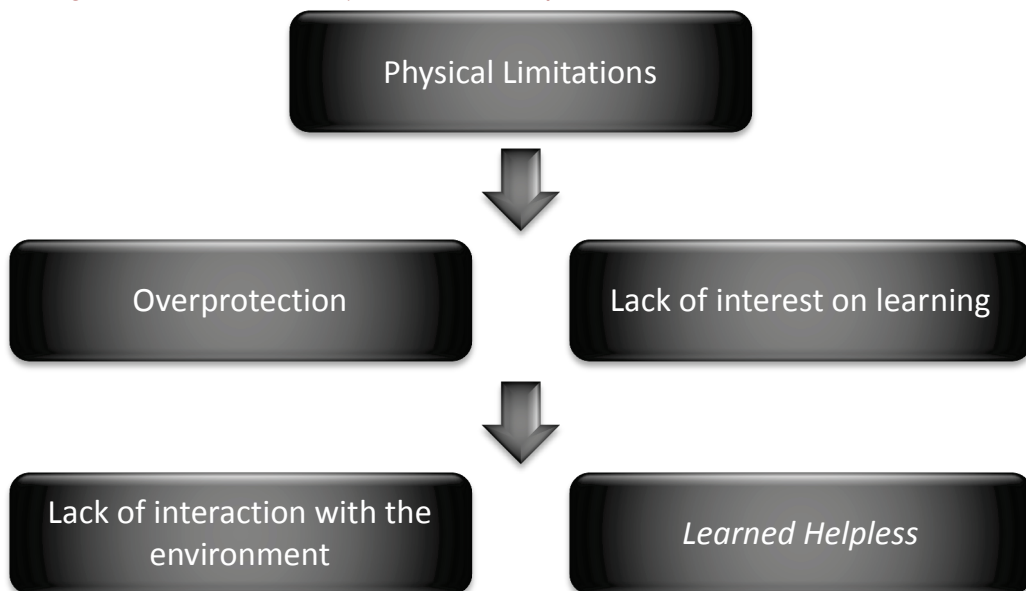 Physical Limitations
Overprotection
Lack of interest on learning
Lack of interaction with the
environment
Learned Helpless